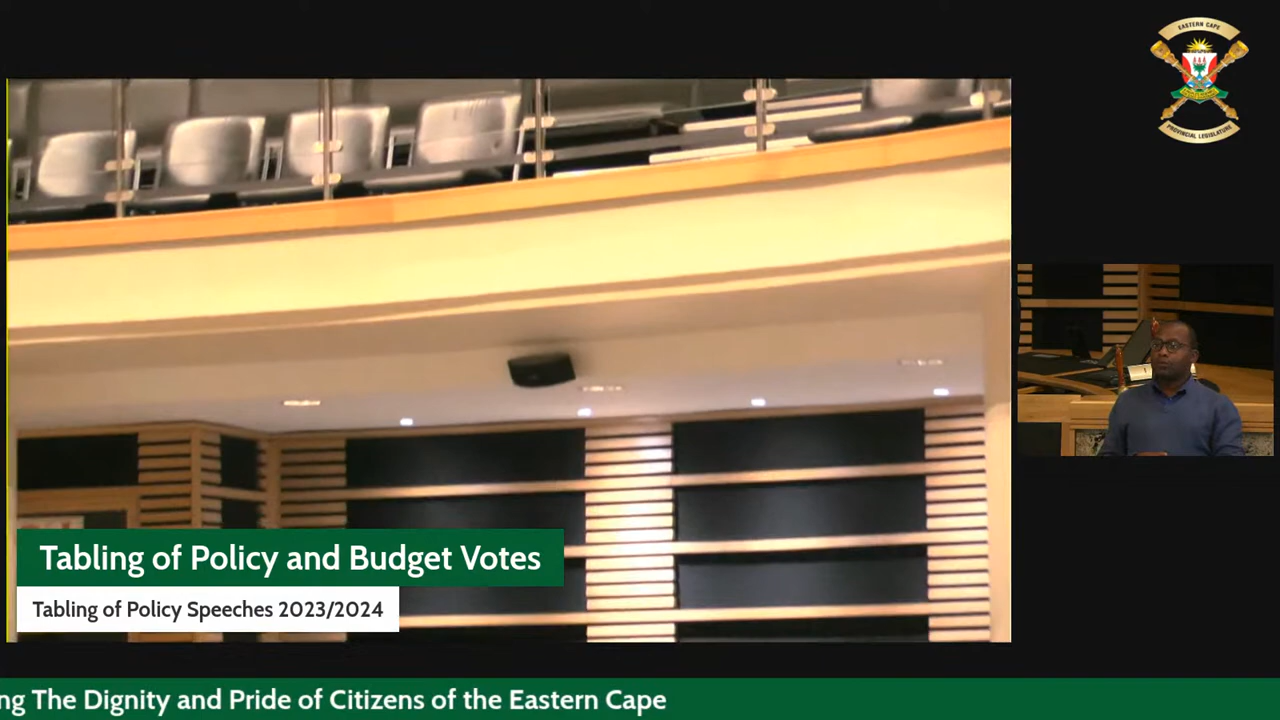 EASTERN CAPE
PROVINCIAL LEGISLATURE
Tabling of Policy and Budget Votes
Tabling of Policy Speeches 2023/2024
ng The Dignity and Pride of Citizens of the Eastern Cape